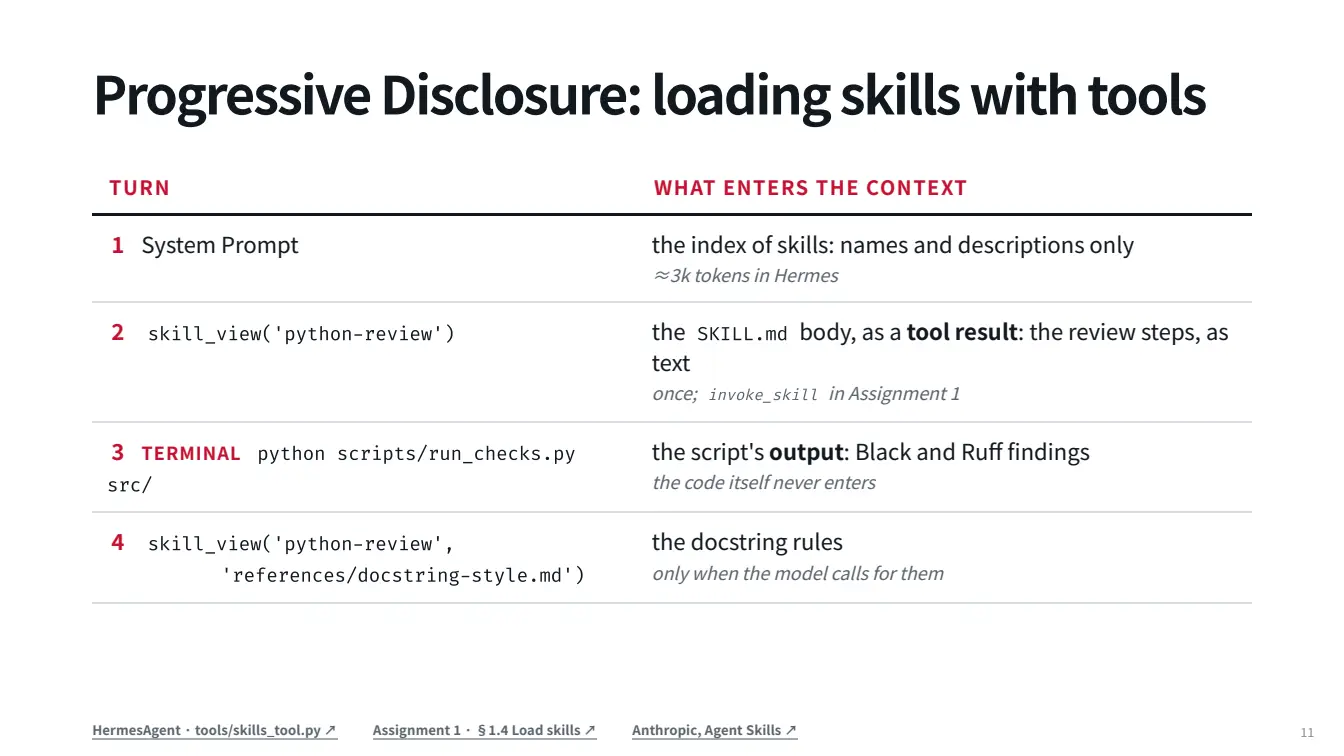 Progressive Disclosure: loading skills with tools
TURN
WHAT ENTERS THE CONTEXT
1 System Prompt
the index of skills: names and descriptions only
≈3k tokens in Hermes
2 skill_view('python-review')
the SKILL.md body, as a tool result: the review steps, as
text
once; invoke_skill in Assignment 1
3 TERMINAL python scripts/run_checks.py
src/
the script's output: Black and Ruff findings
the code itself never enters
4 skill_view('python-review',
'references/docstring-style.md')
the docstring rules
only when the model calls for them
HermesAgent · tools/skills_tool.py ↗
Assignment 1 · §1.4 Load skills ↗
Anthropic, Agent Skills ↗
11